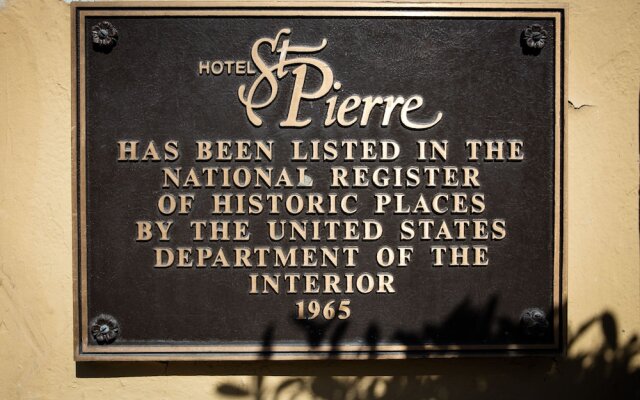 HOTEL St. Pierre
HAS BEEN LISTED IN THE
NATIONAL REGISTER
OF HISTORIC PLACES
BY THE UNITED STATES
DEPARTMENT OF THE
INTERIOR
1965